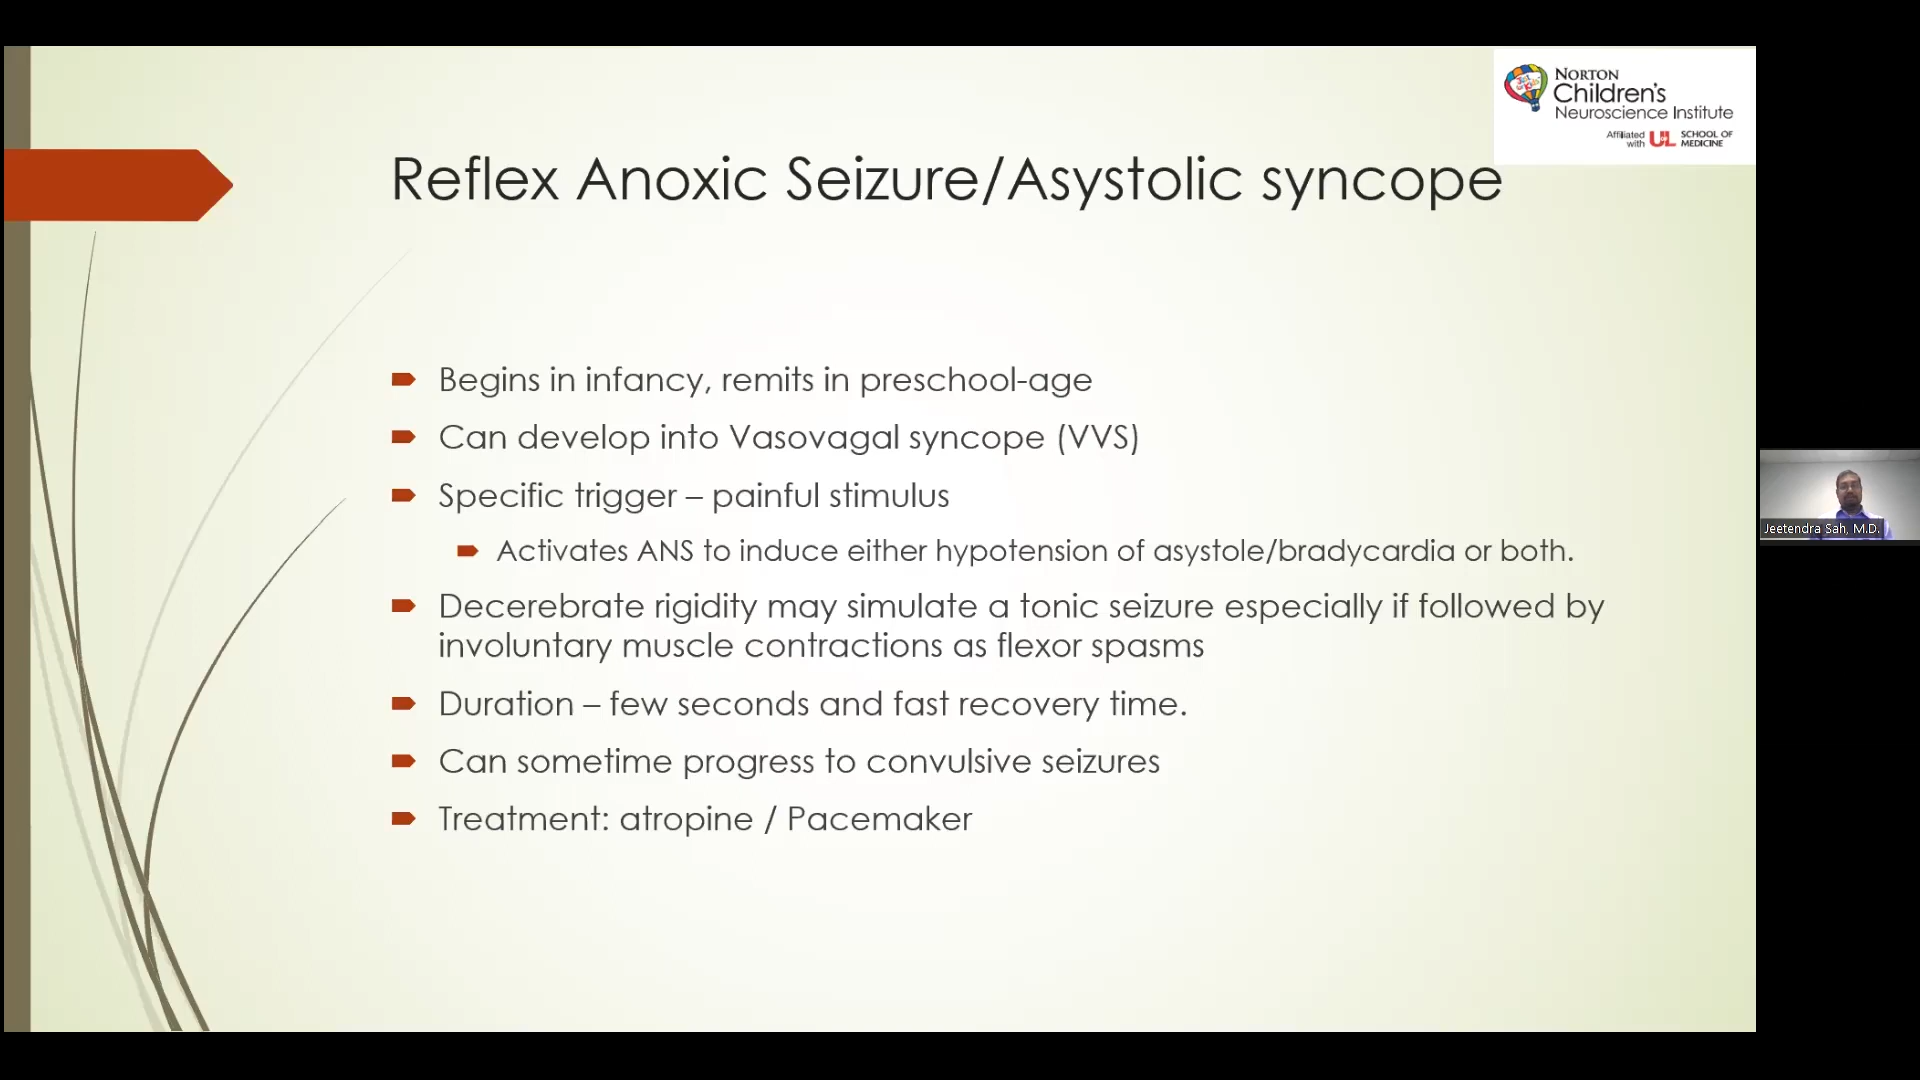 NORTON
Children's
Neuroscience Institute
Affiliated with UL SCHOOL OF MEDICINE
Reflex Anoxic Seizure/Asystolic syncope
Begins in infancy, remits in preschool-age
Can develop into Vasovagal syncope (VVS)
Specific trigger – painful stimulus
Activates ANS to induce either hypotension of asystole/bradycardia or both.
Decerebrate rigidity may simulate a tonic seizure especially if followed by
involuntary muscle contractions as flexor spasms
Duration – few seconds and fast recovery time.
Can sometime progress to convulsive seizures
Treatment: atropine / Pacemaker
Jeetendra Sah, M.D.